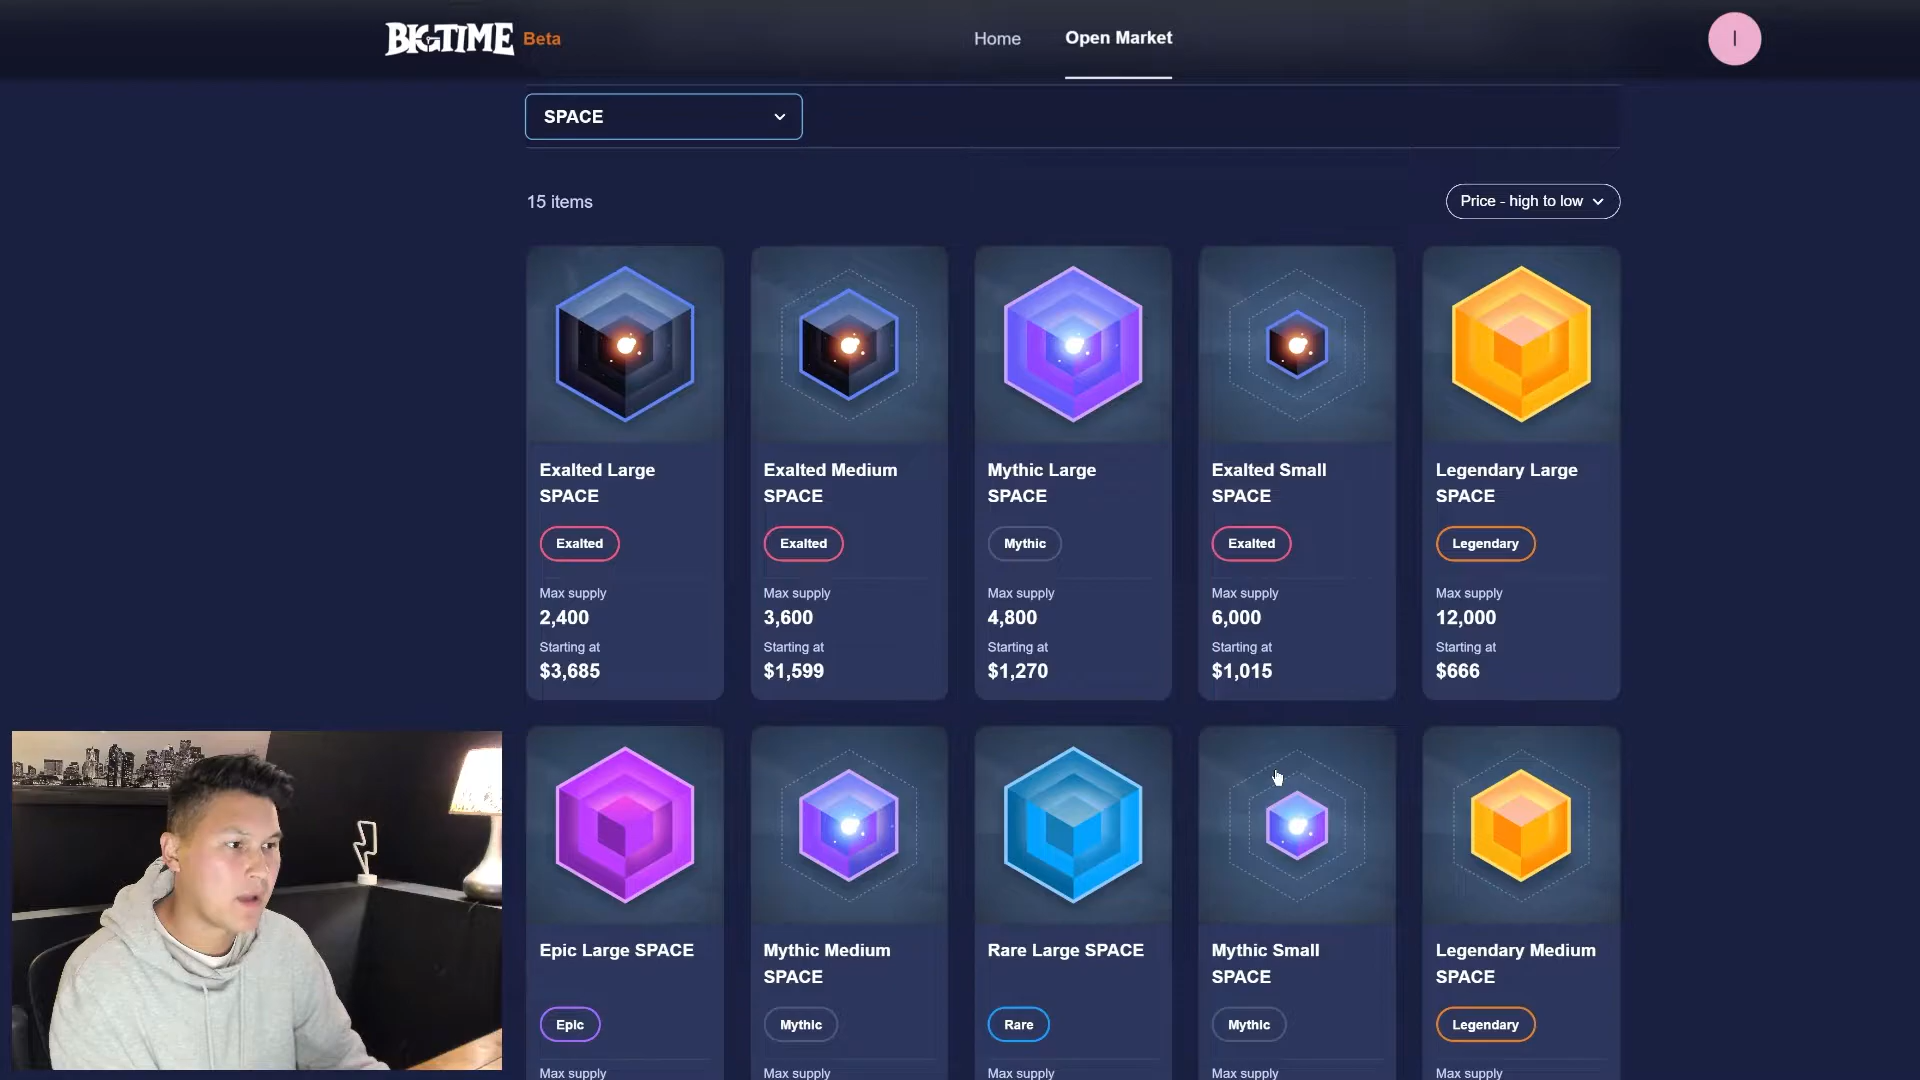 BIGTIME Beta
Home
Open Market
I
SPACE
15 items
Price - high to low
Exalted Large
SPACE
Exalted
Max supply
2,400
Starting at
$3,685
Exalted Medium
SPACE
Exalted
Max supply
3,600
Starting at
$1,599
Mythic Large
SPACE
Mythic
Max supply
4,800
Starting at
$1,270
Exalted Small
SPACE
Exalted
Max supply
6,000
Starting at
$1,015
Legendary Large
SPACE
Legendary
Max supply
12,000
Starting at
$666
Epic Large SPACE
Epic
Max supply
Mythic Medium
SPACE
Mythic
Max supply
Rare Large SPACE
Rare
Max supply
Mythic Small
SPACE
Mythic
Max supply
Legendary Medium
SPACE
Legendary
Max supply